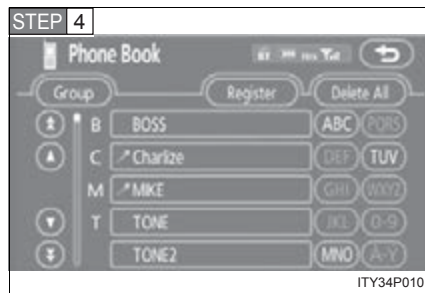 STEP 4
Phone Book
Group Register Delete All
B BOSS ABC PQRS
C Charlize DEF TUV
M MIKE GHI WXYZ
T TONE JKL 0-9
TONE2 MNO A-Y
ITY34P010